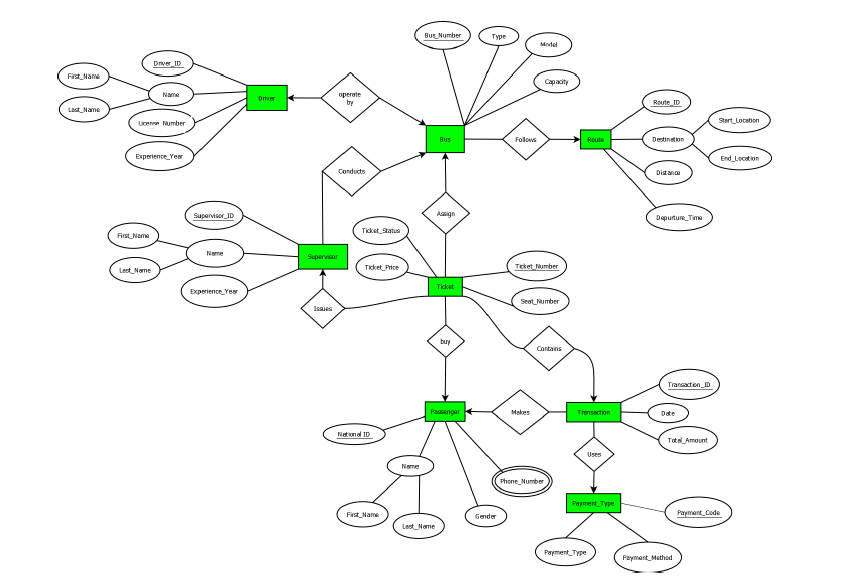 Bus_Number
Type
Model
Capacity
Driver_ID
First_Name
Name
Last_Name
License_Number
Experience_Year
Driver
operate
by
Bus
Follows
Route
Route_ID
Destination
Start_Location
End_Location
Distance
Depurture_Time
Conducts
Assign
Supervisor_ID
First_Name
Name
Last_Name
Experience_Year
Supervisor
Issues
Ticket_Status
Ticket_Price
Ticket
Ticket_Number
Seat_Number
buy
Contains
Passenger
Makes
Transaction
Transaction_ID
Date
Total_Amount
National ID
Name
First_Name
Last_Name
Gender
Phone_Number
Uses
Payment_Type
Payment_Code
Payment_Type
Payment_Method